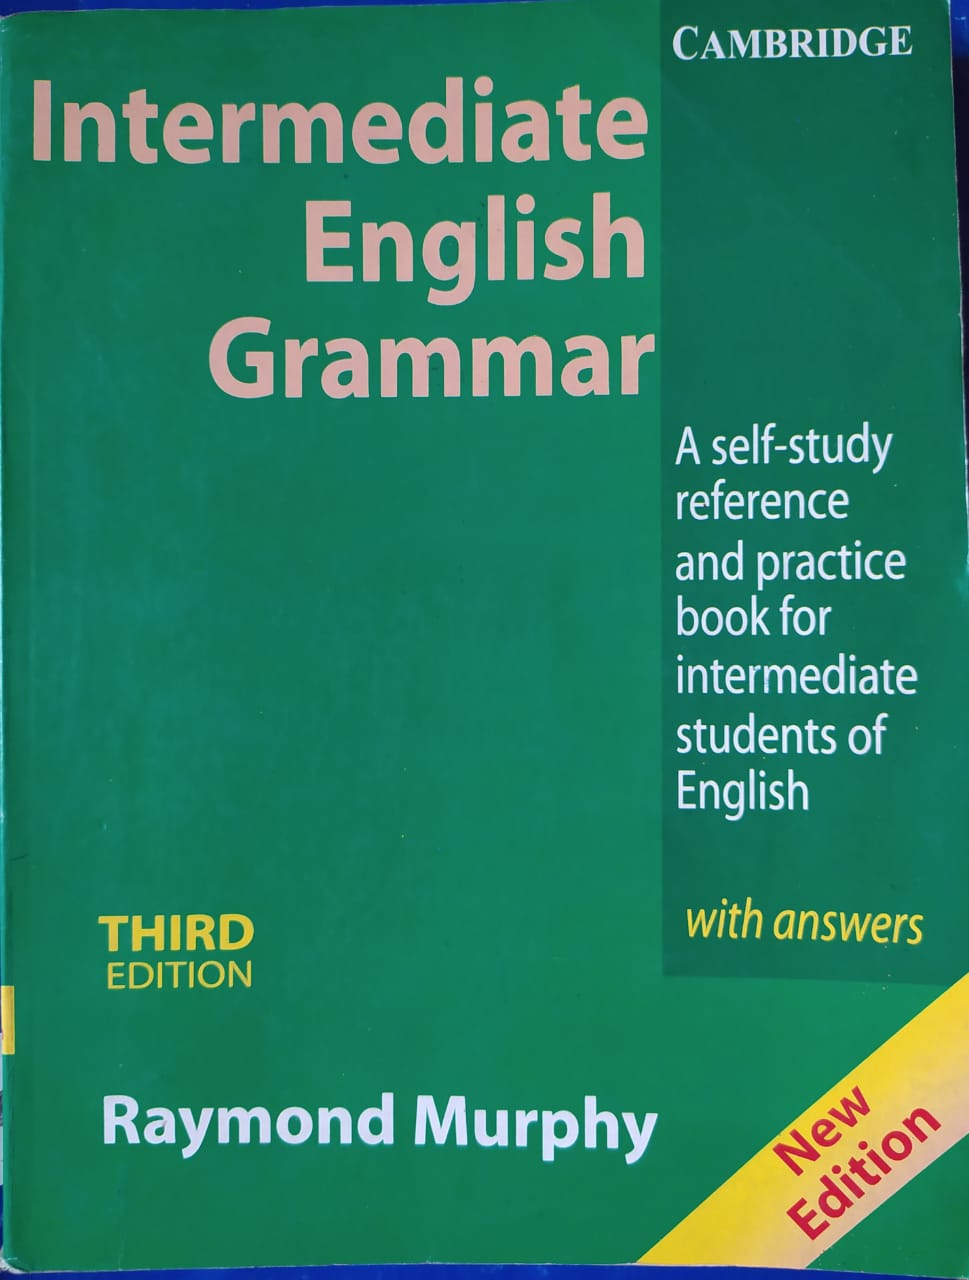 CAMBRIDGE
Intermediate
English
Grammar
A self-study
reference
and practice
book for
intermediate
students of
English
with answers
THIRD
EDITION
Raymond Murphy
New
Edition